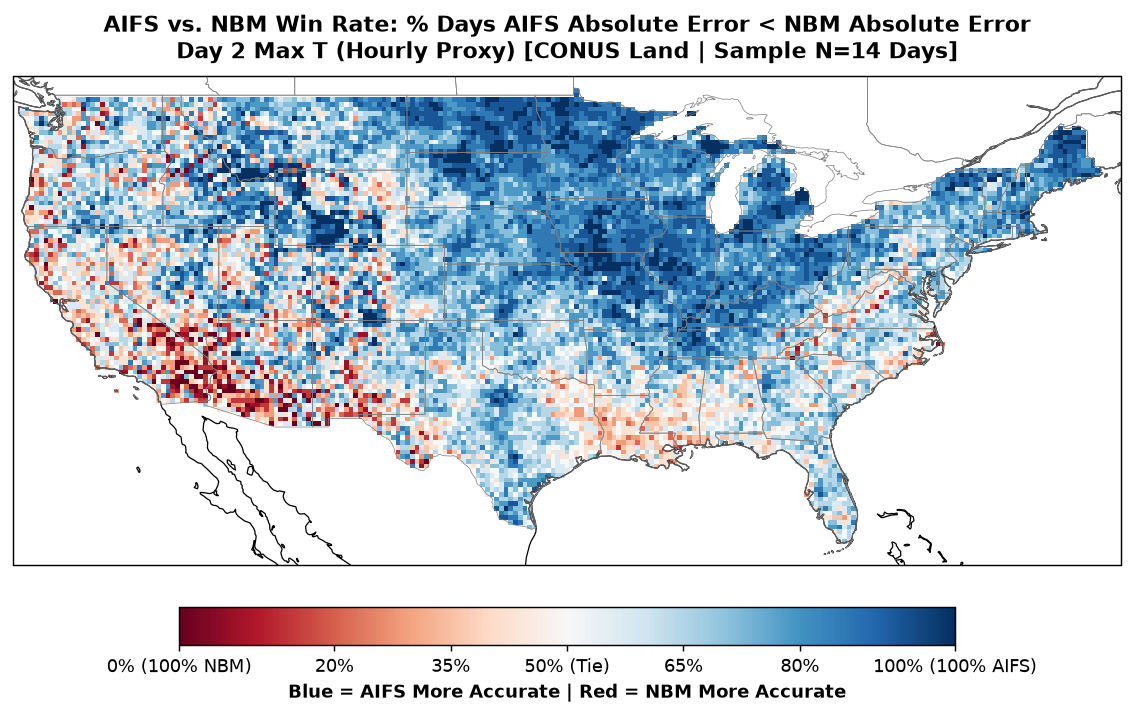 AIFS vs. NBM Win Rate: % Days AIFS Absolute Error < NBM Absolute Error
Day 2 Max T (Hourly Proxy) [CONUS Land | Sample N=14 Days]
0% (100% NBM) 20% 35% 50% (Tie) 65% 80% 100% (100% AIFS)
Blue = AIFS More Accurate | Red = NBM More Accurate